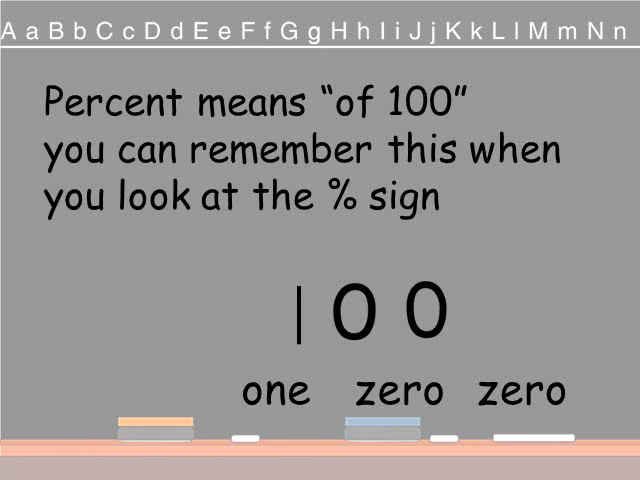 A a B b C c D d E e F f G g H h I i J j K k L l M m N n
Percent means “of 100”
you can remember this when
you look at the % sign
| 0 0
one zero zero